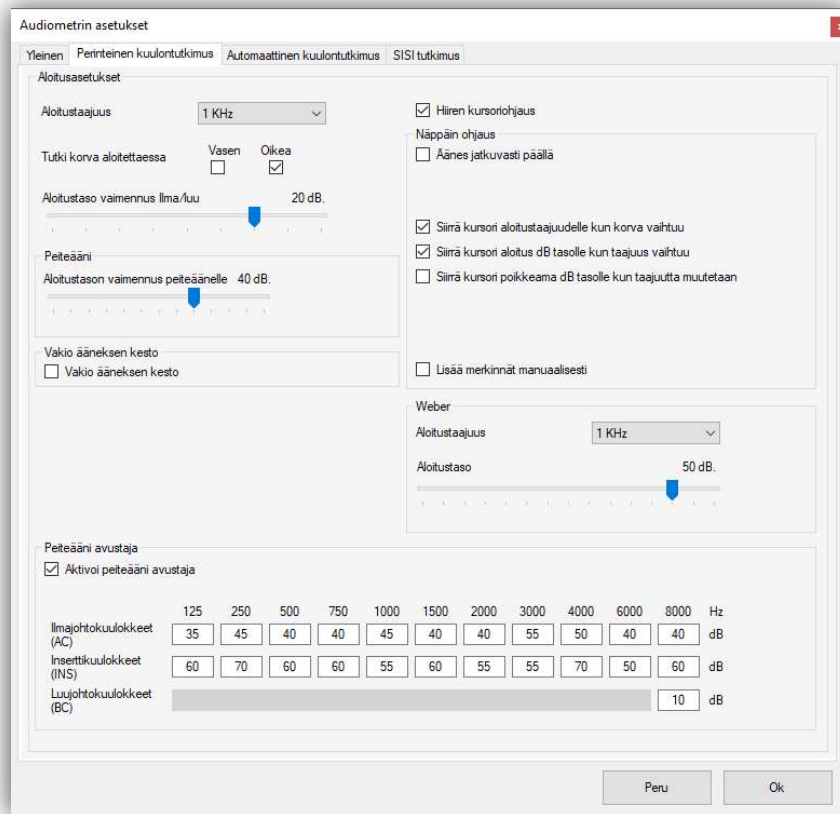 Audiometrin asetukset
Yleinen Perinteinen kuulontutkimus Automaattinen kuulontutkimus SISI tutkimus
Aloitusasetukset
Aloitustaajuus 1 KHz
Tutki korva aloitettaessa Vasen Oikea
Aloitustaso vaimennus Ilma/luu 20 dB.
Peiteääni
Aloitustason vaimennus peiteäänelle 40 dB.
Vakio ääneksen kesto
Vakio ääneksen kesto
Hiiren kursoriohjaus
Näppäin ohjaus
Äänes jatkuvasti päällä
Siirrä kursori aloitustaajuudelle kun korva vaihtuu
Siirrä kursori aloitus dB tasolle kun taajuus vaihtuu
Siirrä kursori poikkeama dB tasolle kun taajuutta muutetaan
Lisää merkinnät manuaalisesti
Weber
Aloitustaajuus 1 KHz
Aloitustaso 50 dB.
Peiteääni avustaja
Aktivoi peiteääni avustaja
125 250 500 750 1000 1500 2000 3000 4000 6000 8000 Hz
Ilmajohtokuulokkeet
(AC) 35 45 40 40 45 40 40 55 50 40 40 dB
Inserttikuulokkeet
(INS) 60 70 60 60 55 60 55 55 70 50 60 dB
Luujohtokuulokkeet
(BC) 10 dB
Peru Ok